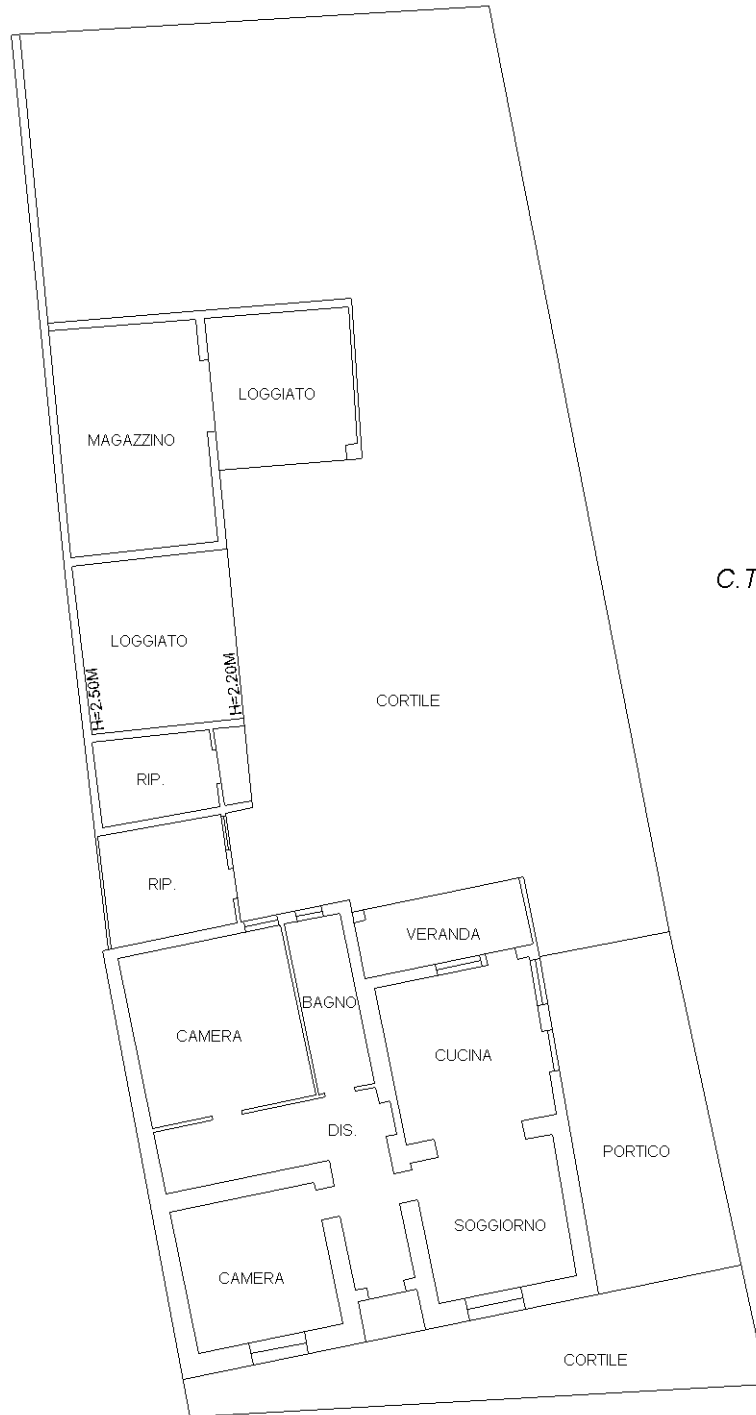 LOGGIATO
MAGAZZINO
C.T
LOGGIATO
H=2.50M
H=2.20M
CORTILE
RIP.
RIP.
VERANDA
BAGNO
CAMERA
CUCINA
DIS.
PORTICO
SOGGIORNO
CAMERA
CORTILE